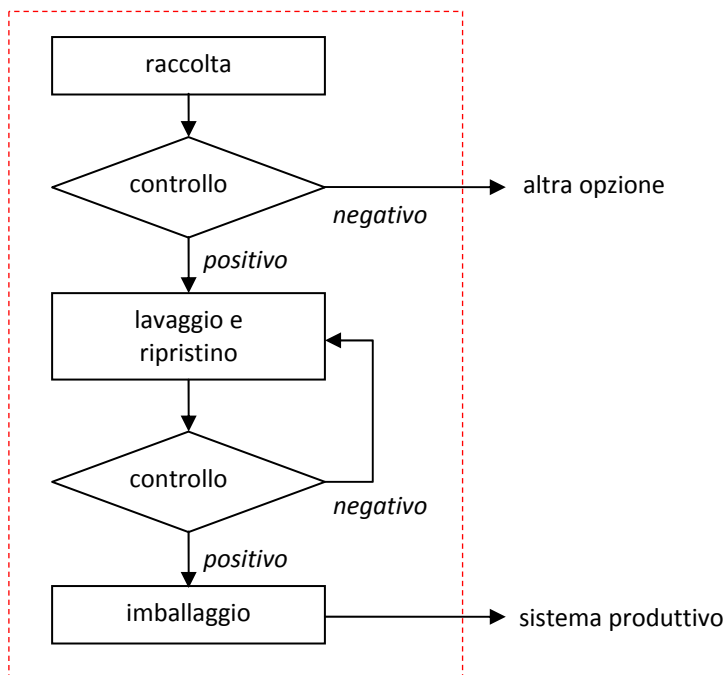 raccolta
controllo
altra opzione
negativo
positivo
lavaggio e
ripristino
controllo
negativo
positivo
imballaggio
sistema produttivo